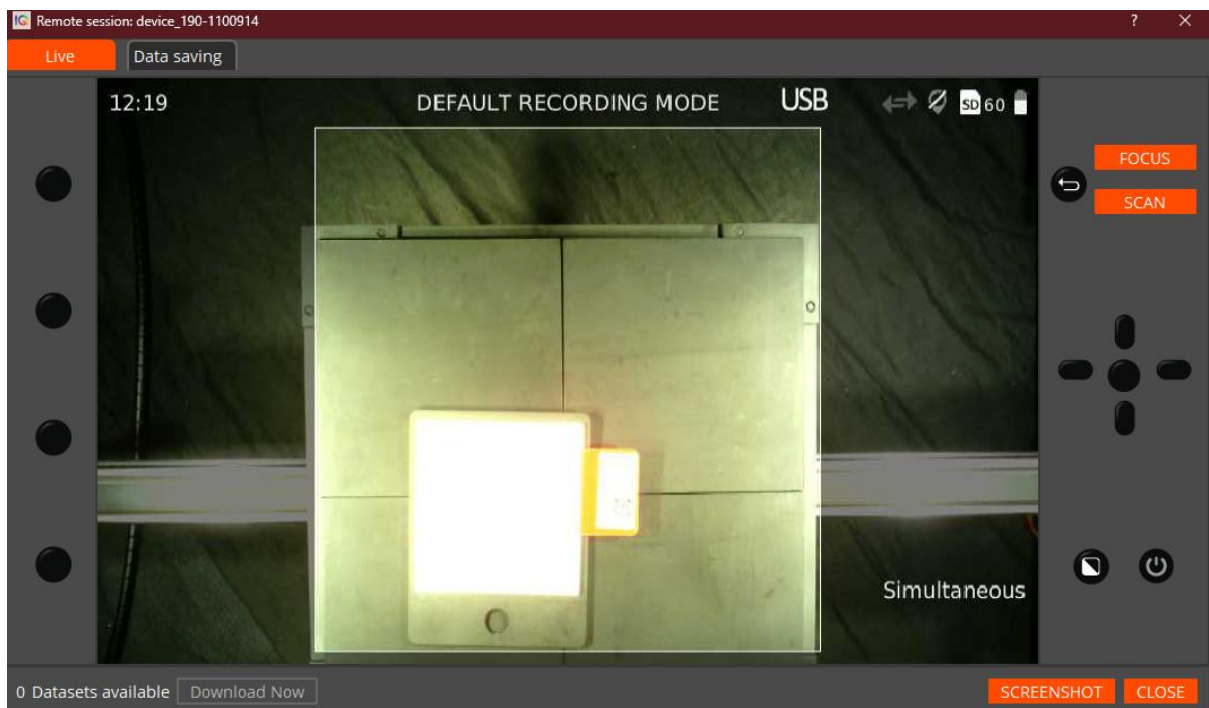 IQ Remote session: device_190-1100914 ? X
Live Data saving
12:19 DEFAULT RECORDING MODE USB SD 60
FOCUS
SCAN
Simultaneous
0 Datasets available Download Now SCREENSHOT CLOSE